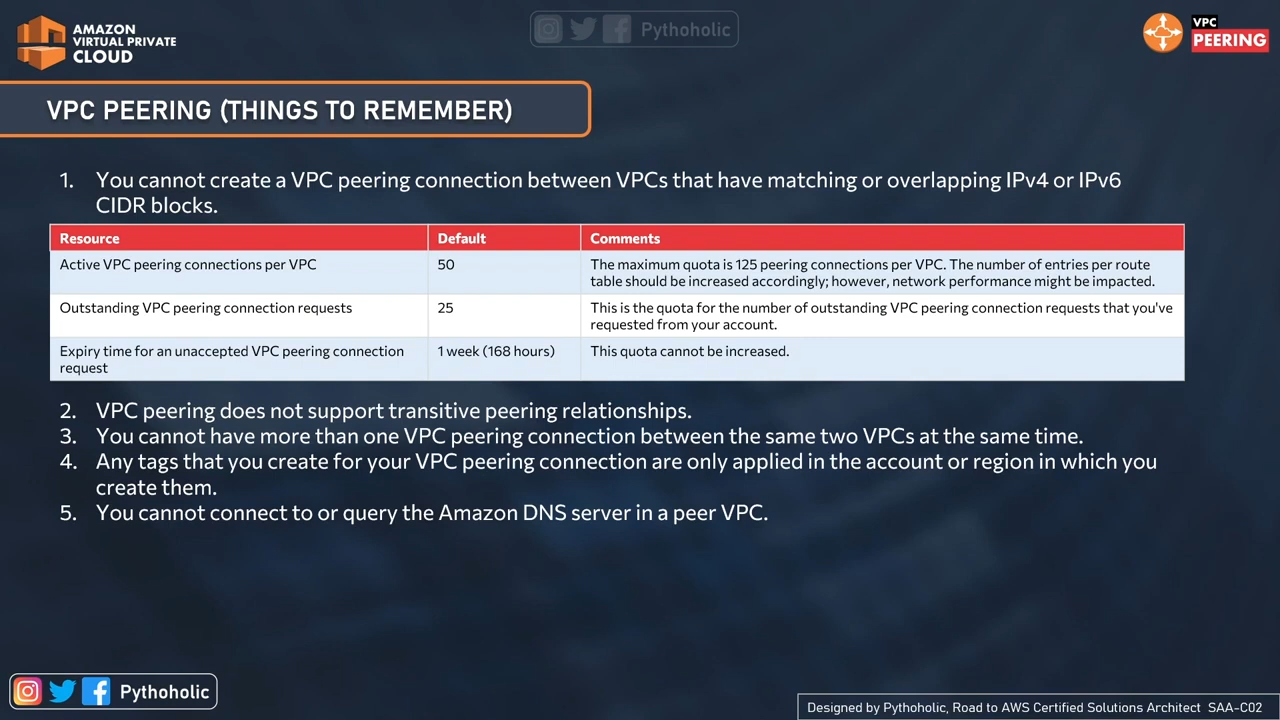 AMAZON
VIRTUAL PRIVATE
CLOUD
Pythoholic
VPC
PEERING
VPC PEERING (THINGS TO REMEMBER)
1. You cannot create a VPC peering connection between VPCs that have matching or overlapping IPv4 or IPv6
CIDR blocks.
Resource Default Comments
Active VPC peering connections per VPC 50 The maximum quota is 125 peering connections per VPC. The number of entries per route
table should be increased accordingly; however, network performance might be impacted.
Outstanding VPC peering connection requests 25 This is the quota for the number of outstanding VPC peering connection requests that you've
requested from your account.
Expiry time for an unaccepted VPC peering connection 1 week (168 hours) This quota cannot be increased.
request
2. VPC peering does not support transitive peering relationships.
3. You cannot have more than one VPC peering connection between the same two VPCs at the same time.
4. Any tags that you create for your VPC peering connection are only applied in the account or region in which you
create them.
5. You cannot connect to or query the Amazon DNS server in a peer VPC.
Pythoholic
Designed by Pythoholic, Road to AWS Certified Solutions Architect SAA-C02